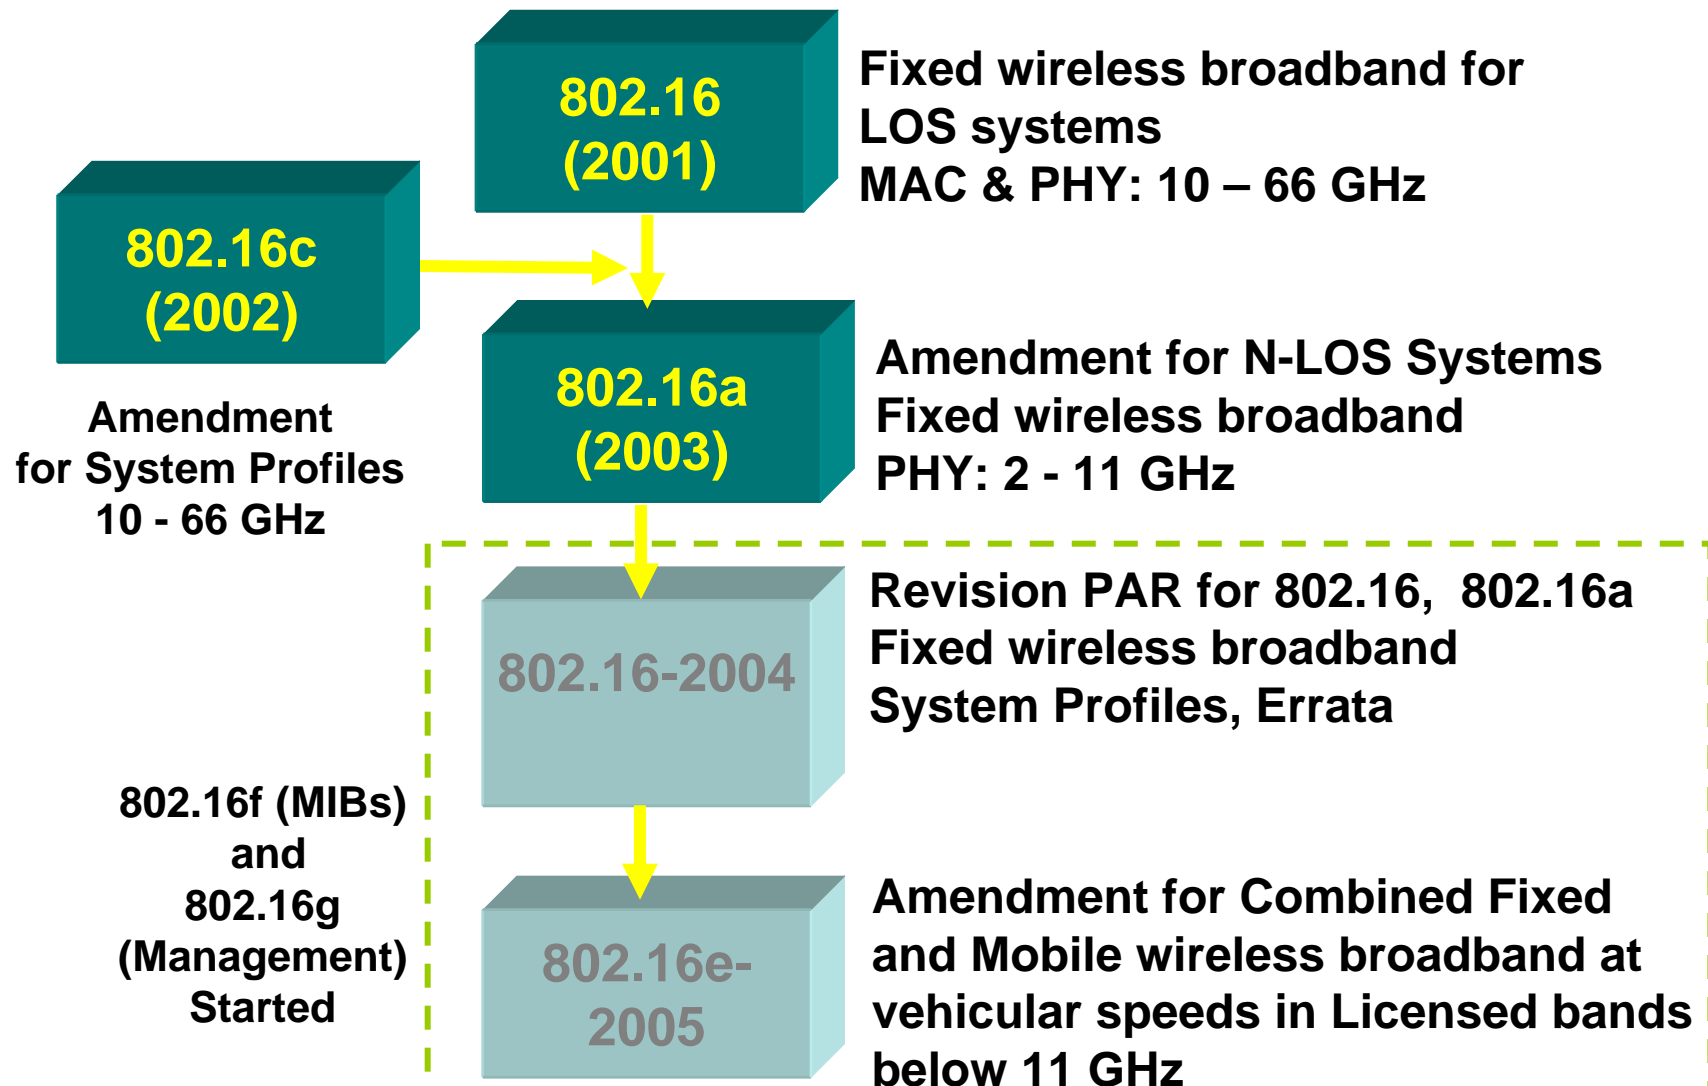 802.16
(2001)
Fixed wireless broadband for
LOS systems
MAC & PHY: 10 – 66 GHz
802.16c
(2002)
Amendment
for System Profiles
10 - 66 GHz
802.16a
(2003)
Amendment for N-LOS Systems
Fixed wireless broadband
PHY: 2 - 11 GHz
802.16-2004
Revision PAR for 802.16, 802.16a
Fixed wireless broadband
System Profiles, Errata
802.16f (MIBs)
and
802.16g
(Management)
Started
802.16e-
2005
Amendment for Combined Fixed
and Mobile wireless broadband at
vehicular speeds in Licensed bands
below 11 GHz